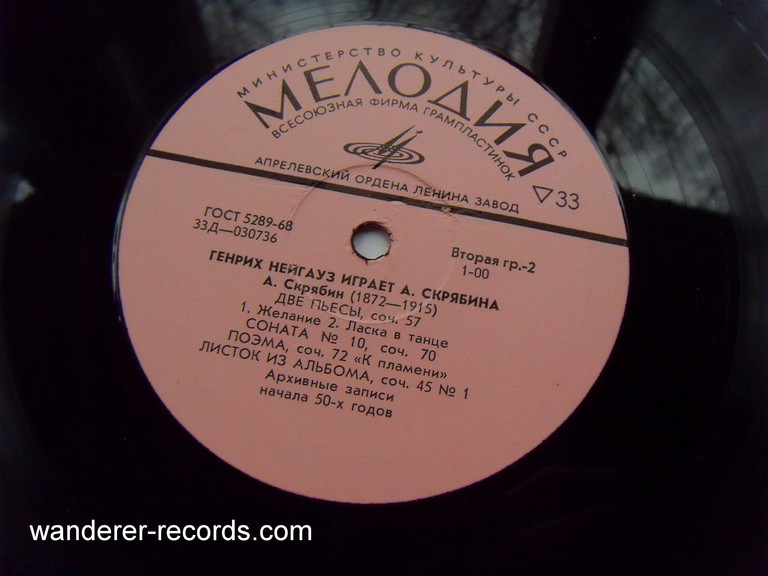 МИНИСТЕРСТВО КУЛЬТУРЫ СССР
МЕЛОДИЯ
ВСЕСОЮЗНАЯ ФИРМА ГРАМПЛАСТИНОК
АПРЕЛЕВСКИЙ ОРДЕНА ЛЕНИНА ЗАВОД
33
ГОСТ 5289-68
33Д—030736
Вторая гр.-2
1-00
ГЕНРИХ НЕЙГАУЗ ИГРАЕТ А. СКРЯБИНА
А. Скрябин (1872—1915)
ДВЕ ПЬЕСЫ, соч. 57
1. Желание 2. Ласка в танце
СОНАТА № 10, соч. 70
ПОЭМА, соч. 72 «К пламени»
ЛИСТОК ИЗ АЛЬБОМА, соч. 45 № 1
Архивные записи
начала 50-х годов
wanderer-records.com